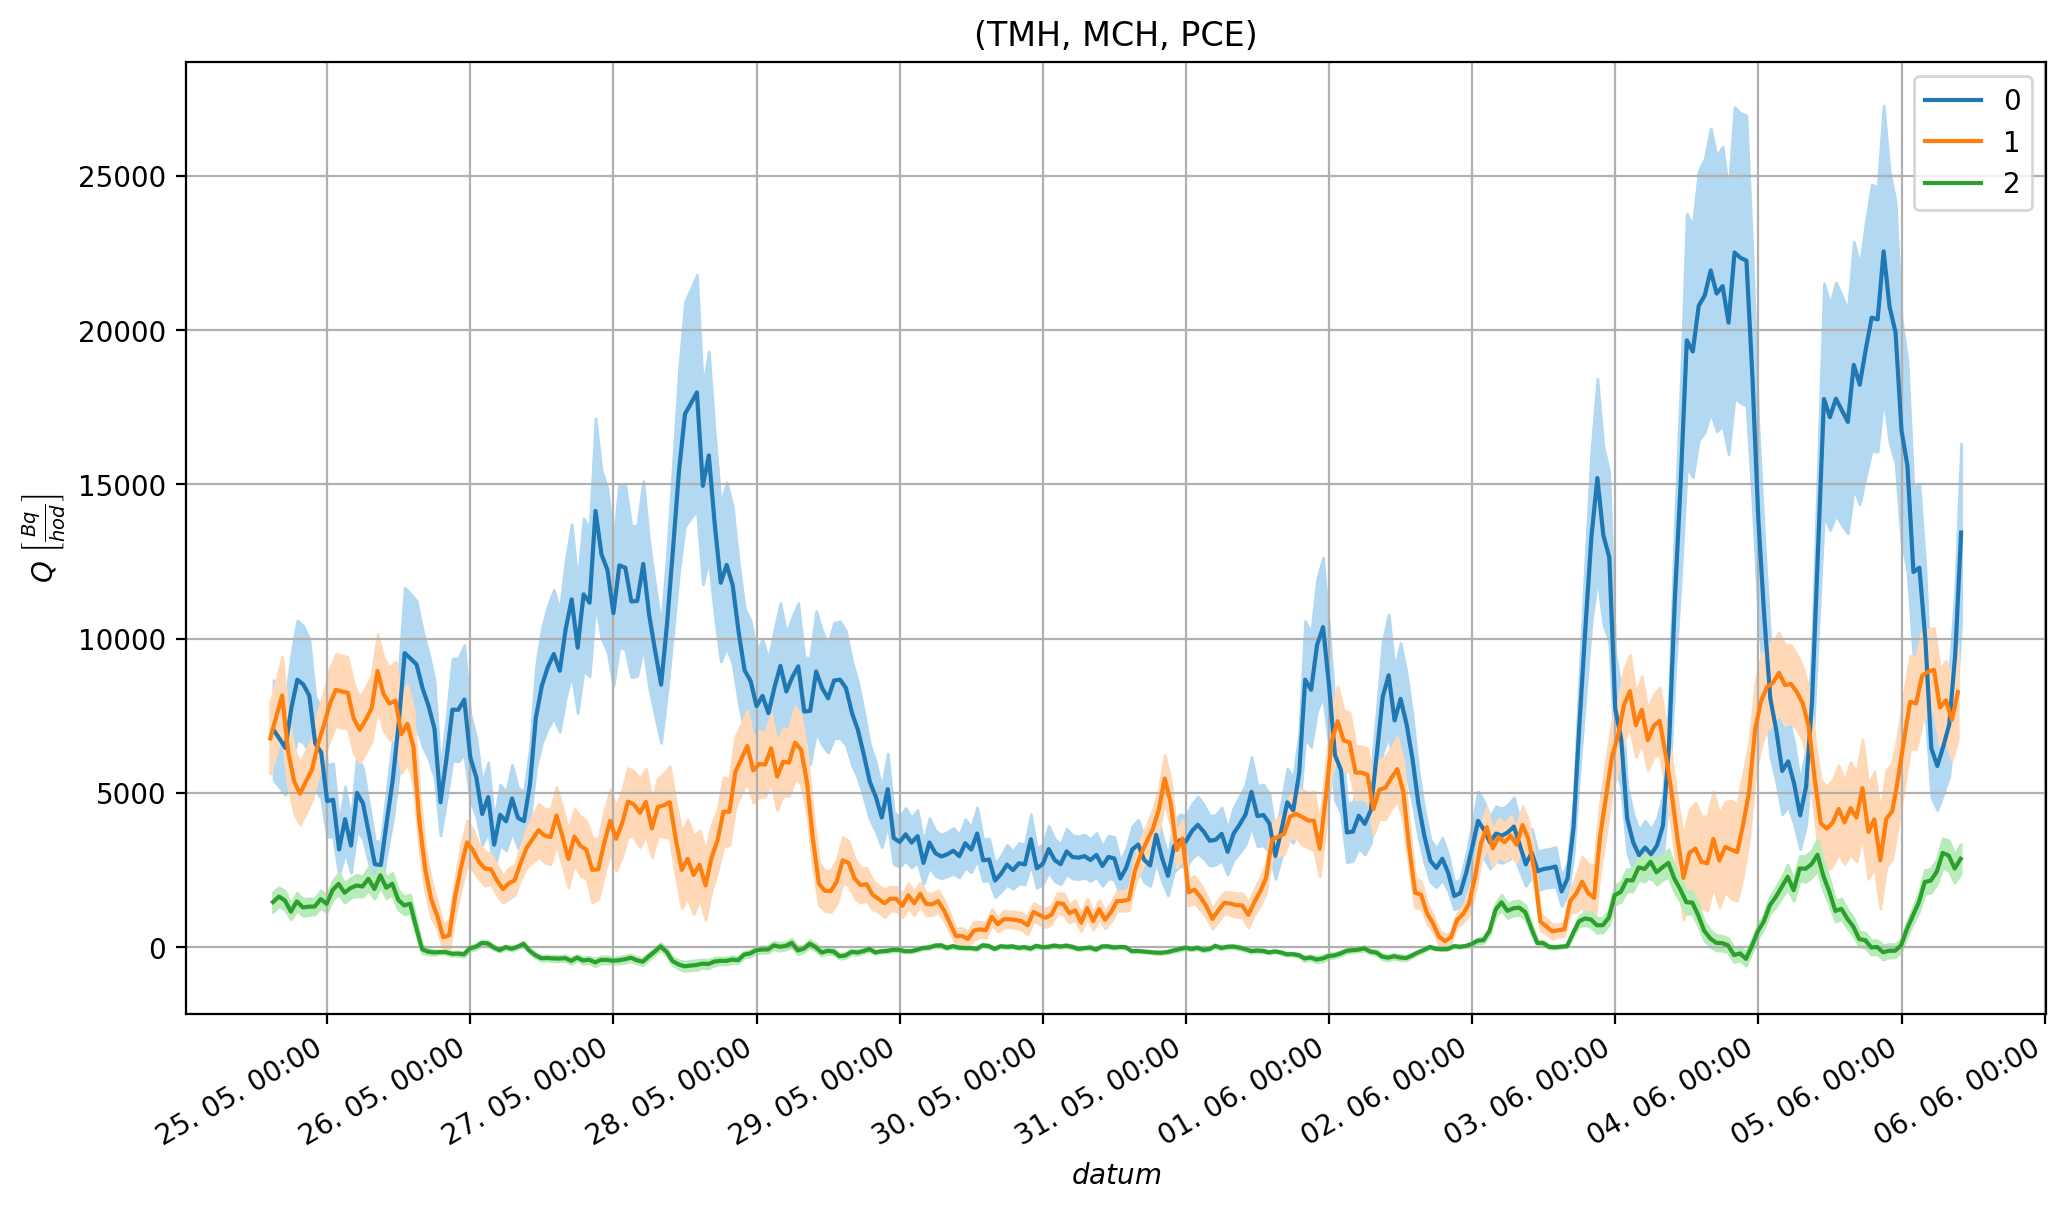 (TMH, MCH, PCE)
0
1
2
25000
20000
15000
10000
5000
0
Q [Bq/hod]
25. 05. 00:00
26. 05. 00:00
27. 05. 00:00
28. 05. 00:00
29. 05. 00:00
30. 05. 00:00
31. 05. 00:00
01. 06. 00:00
02. 06. 00:00
03. 06. 00:00
04. 06. 00:00
05. 06. 00:00
06. 06. 00:00
datum